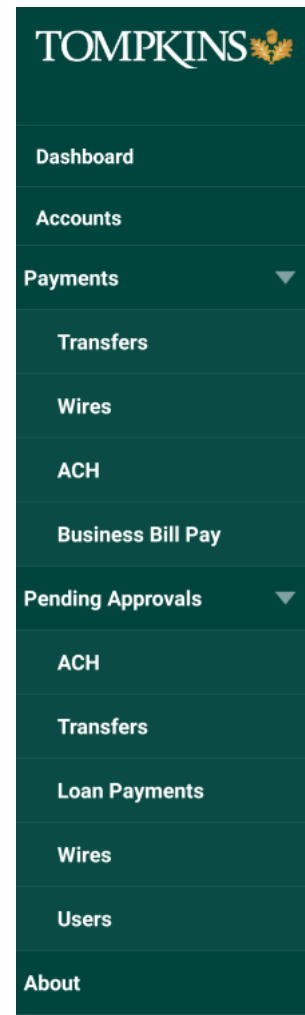 TOMPKINS
Dashboard
Accounts
Payments
Transfers
Wires
ACH
Business Bill Pay
Pending Approvals
ACH
Transfers
Loan Payments
Wires
Users
About